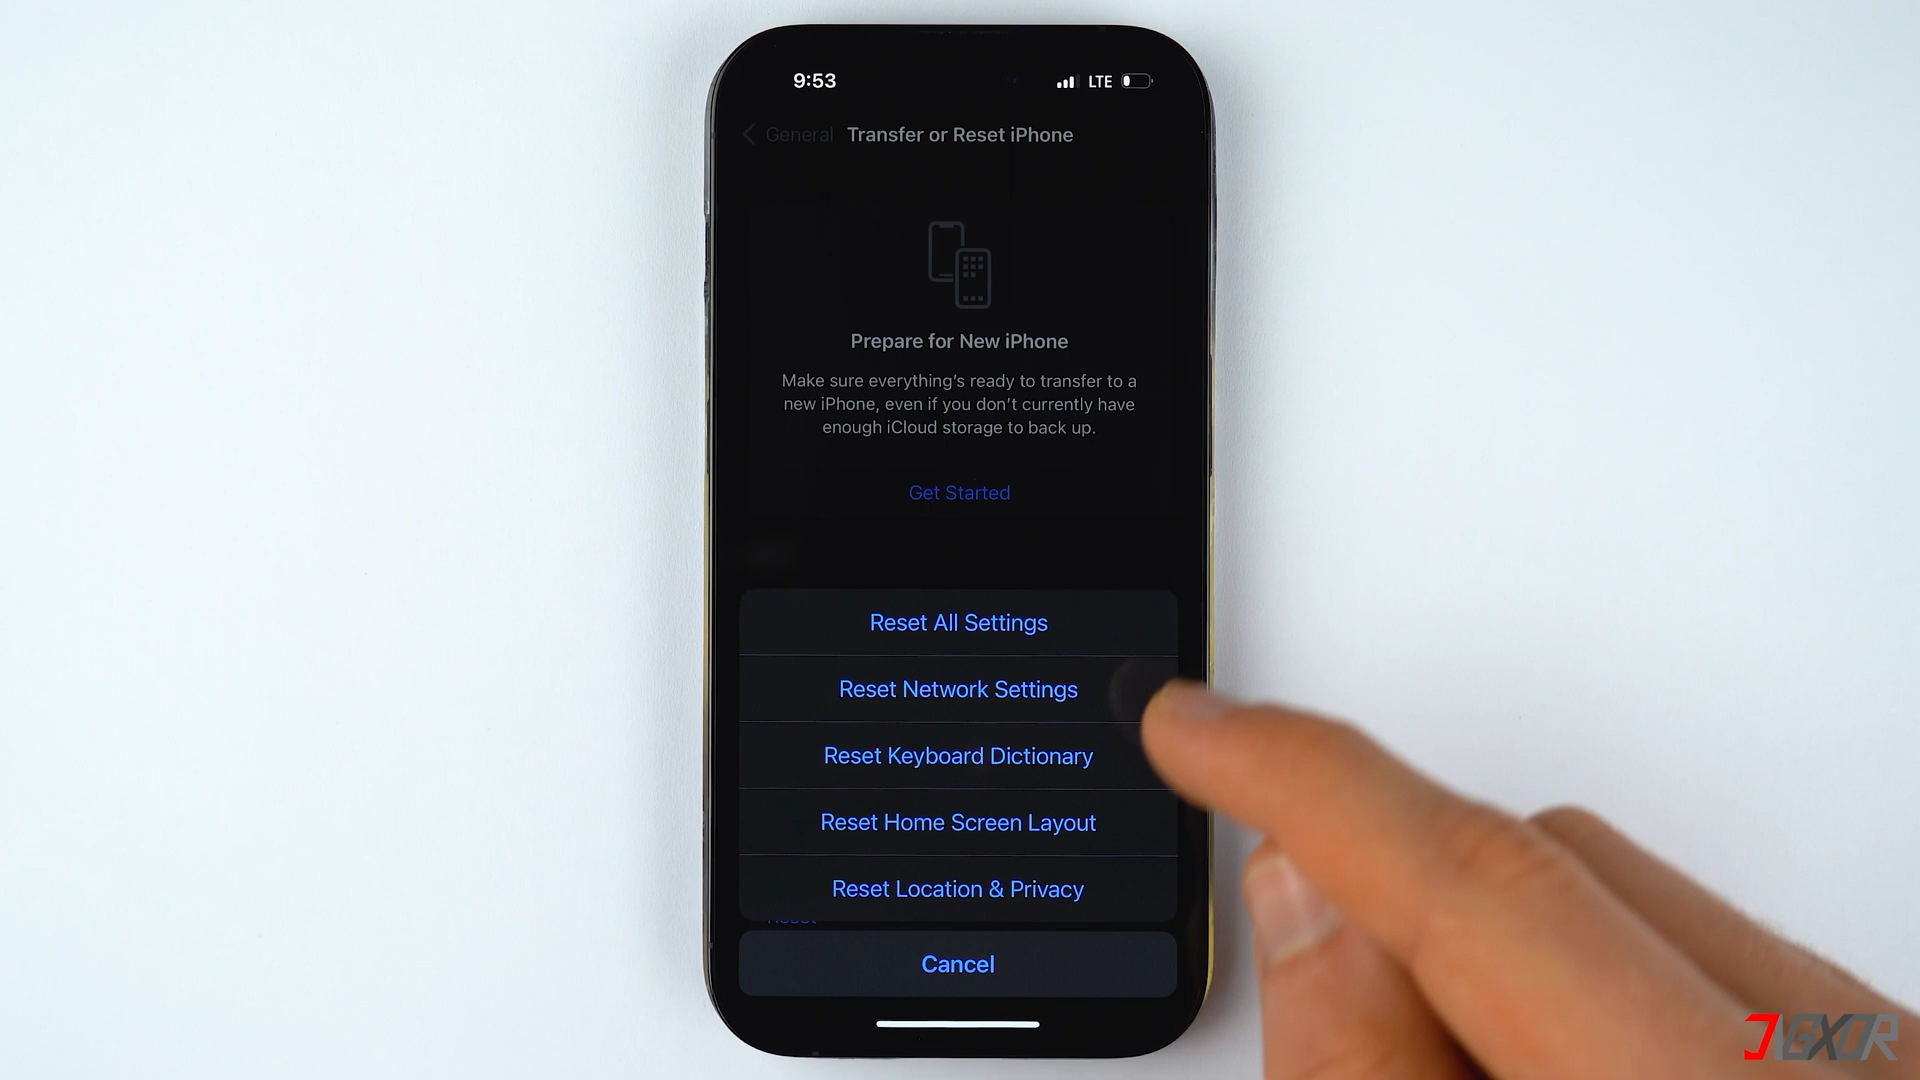 9:53
LTE
General
Transfer or Reset iPhone
Prepare for New iPhone
Make sure everything's ready to transfer to a
new iPhone, even if you don't currently have
enough iCloud storage to back up.
Get Started
Reset All Settings
Reset Network Settings
Reset Keyboard Dictionary
Reset Home Screen Layout
Reset Location & Privacy
Reset
Cancel
JAGXOR